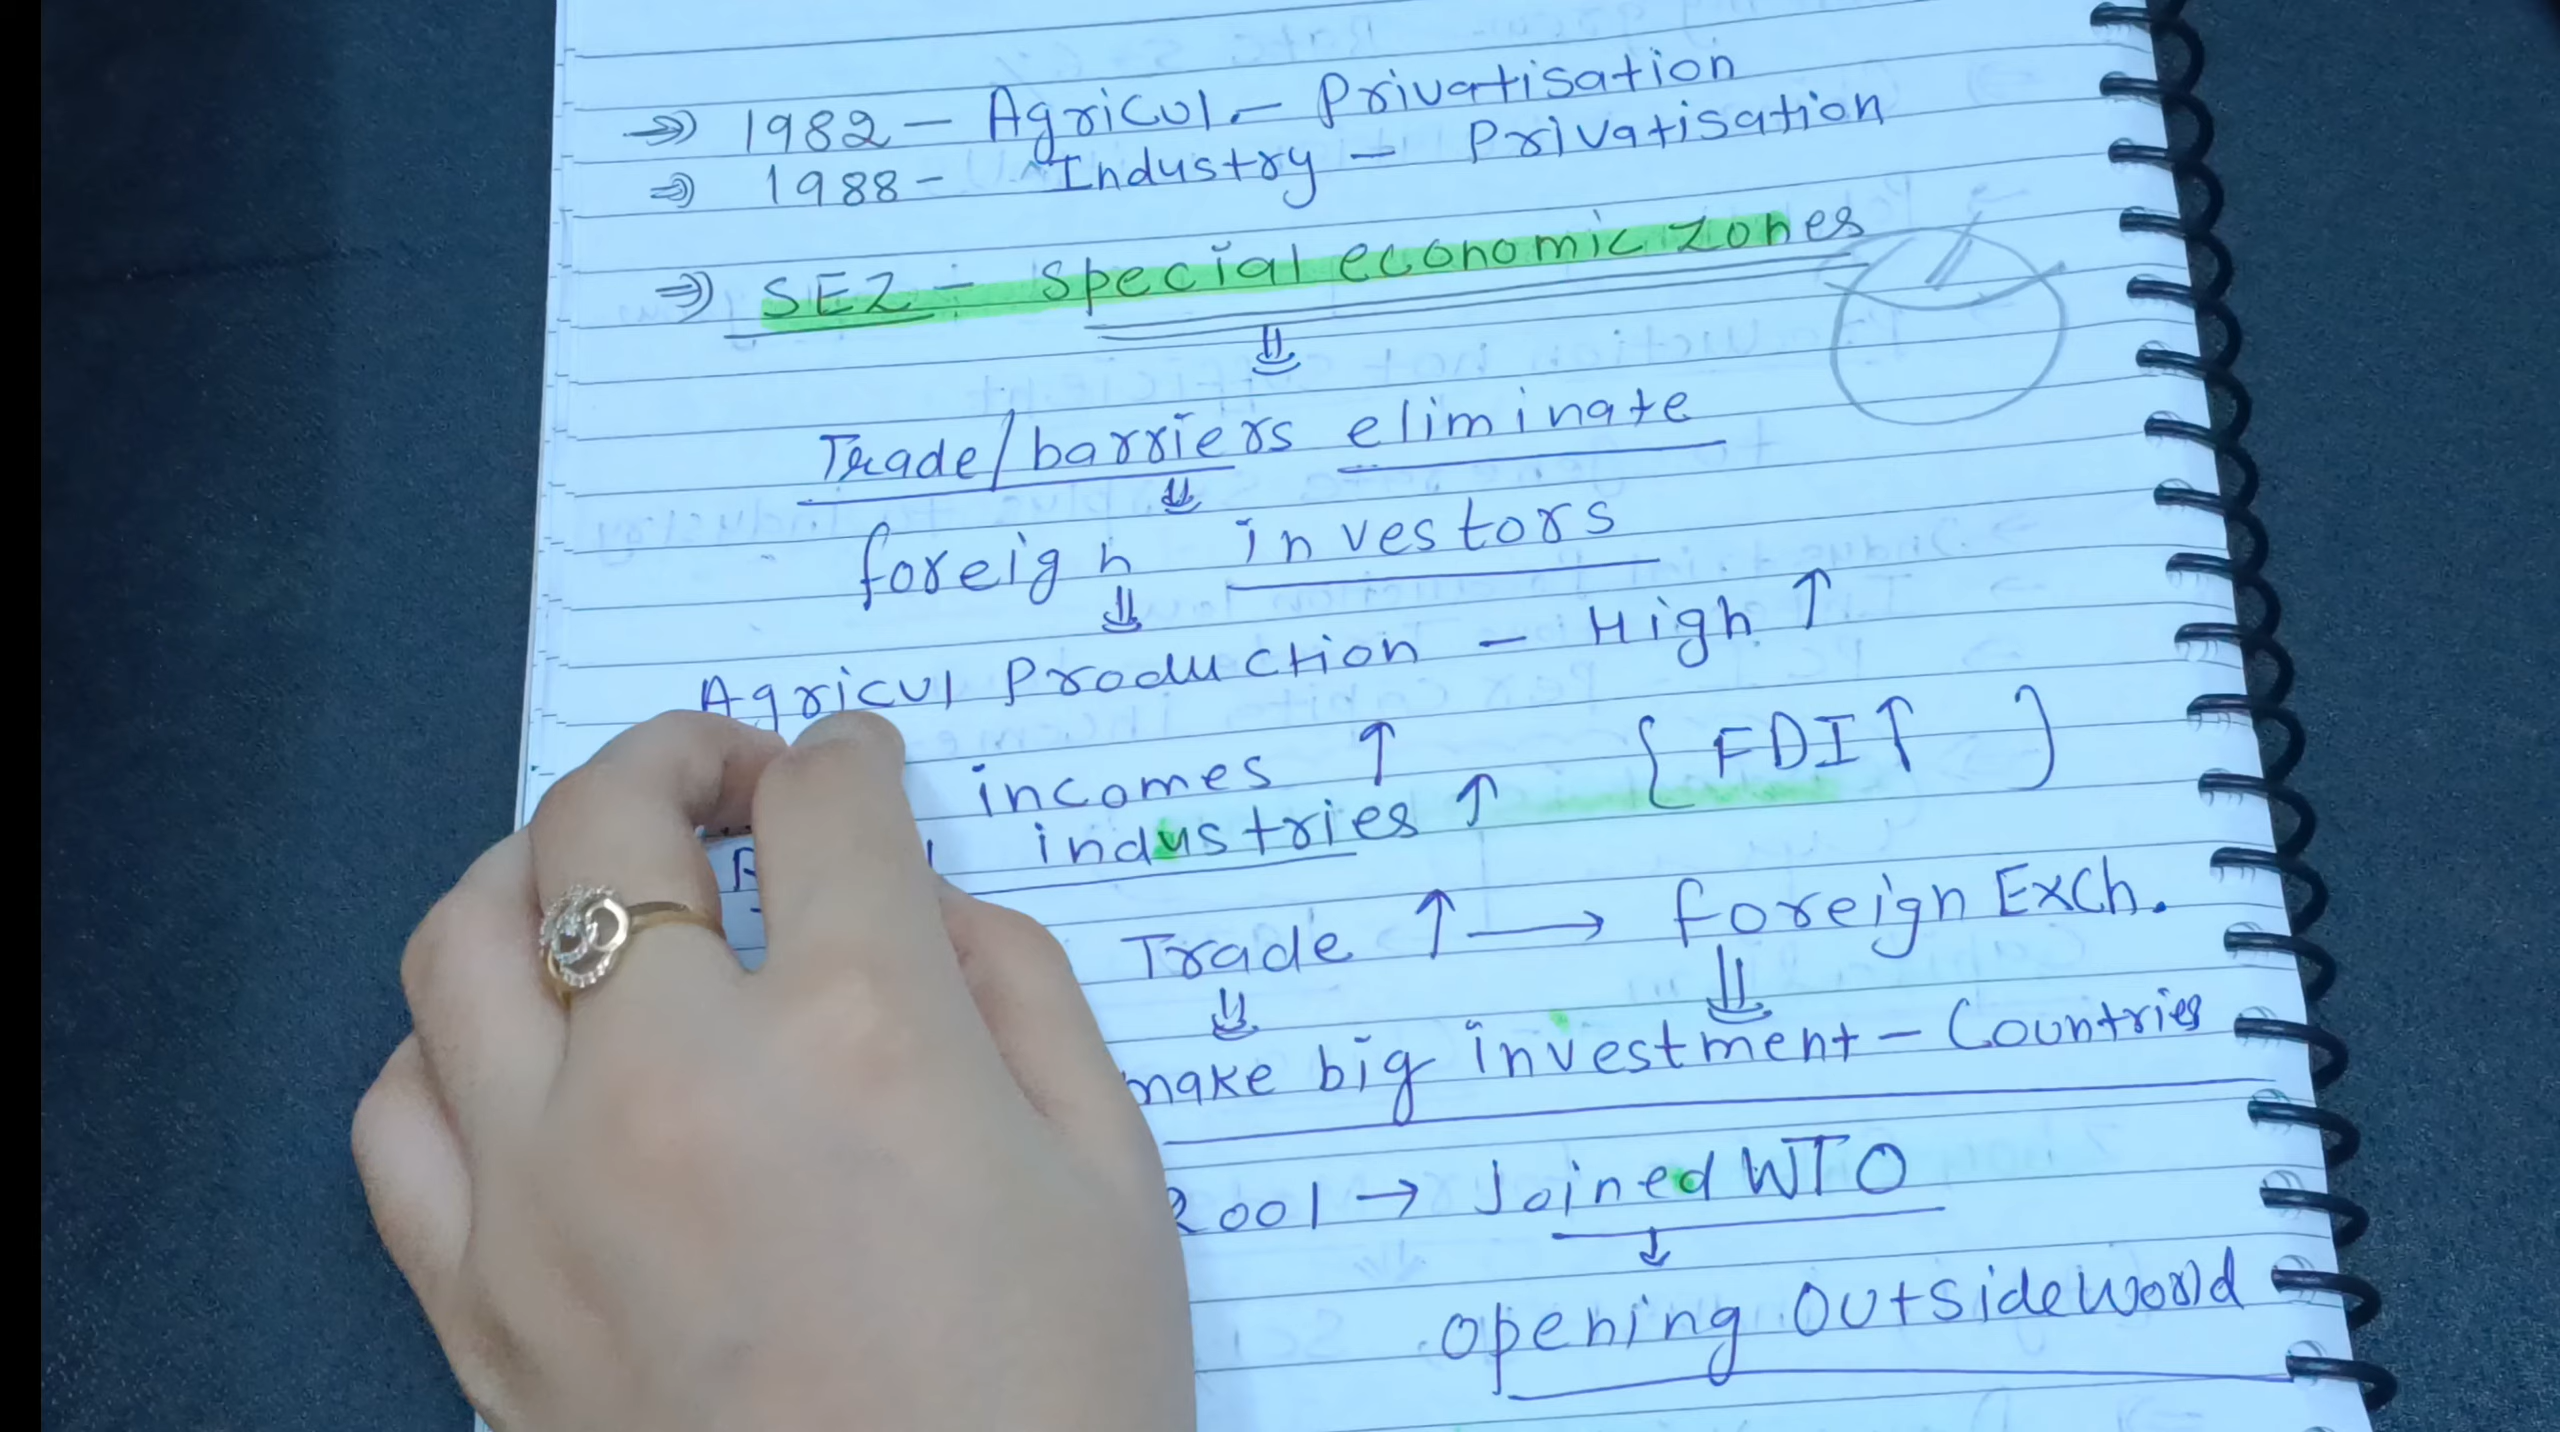 ⇒ 1982 - Agricul - Privatisation
⇒ 1988 - Industry - Privatisation
⇒ SEZ - Special economic zones
⇓
Trade/barriers eliminate
⇓
foreign investors
⇓
Agricul Production - High ↑
incomes ↑ { FDI↑ }
industries ↑
Trade ↑ → foreign Exch.
⇓ ⇓
make big investment - Countries
2001 → Joined WTO
↓
opening outside world